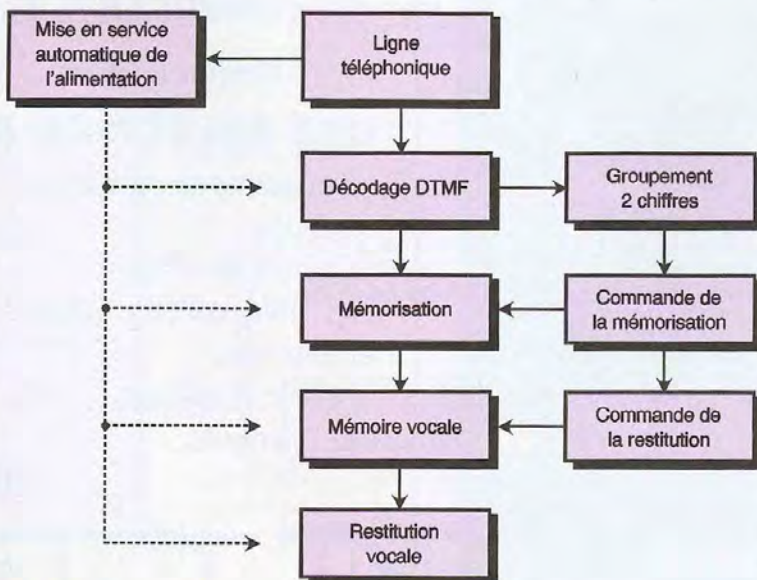 Mise en service
automatique de
l'alimentation
Ligne
téléphonique
Décodage DTMF
Groupement
2 chiffres
Mémorisation
Commande de
la mémorisation
Mémoire vocale
Commande de
la restitution
Restitution
vocale